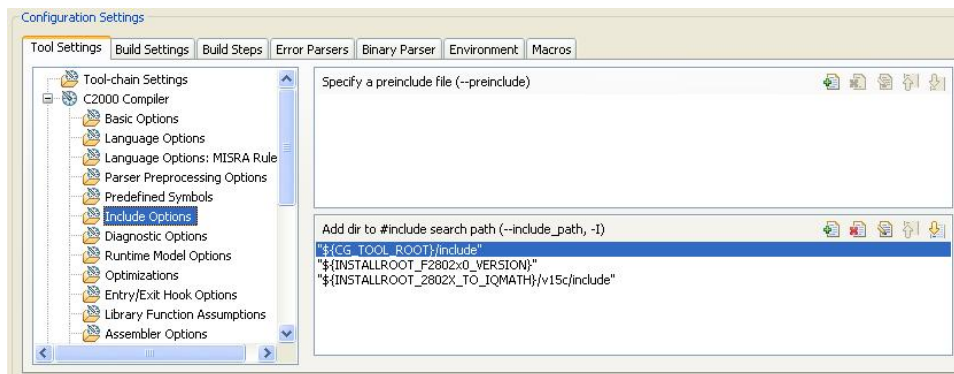 Configuration Settings
Tool Settings Build Settings Build Steps Error Parsers Binary Parser Environment Macros
Tool-chain Settings
C2000 Compiler
Basic Options
Language Options
Language Options: MISRA Rule
Parser Preprocessing Options
Predefined Symbols
Include Options
Diagnostic Options
Runtime Model Options
Optimizations
Entry/Exit Hook Options
Library Function Assumptions
Assembler Options
Specify a preinclude file (--preinclude)
Add dir to #include search path (--include_path, -I)
"${CG_TOOL_ROOT}/include"
"${INSTALLROOT_F2802x0_VERSION}"
"${INSTALLROOT_2802X_TO_IQMATH}/v15c/include"